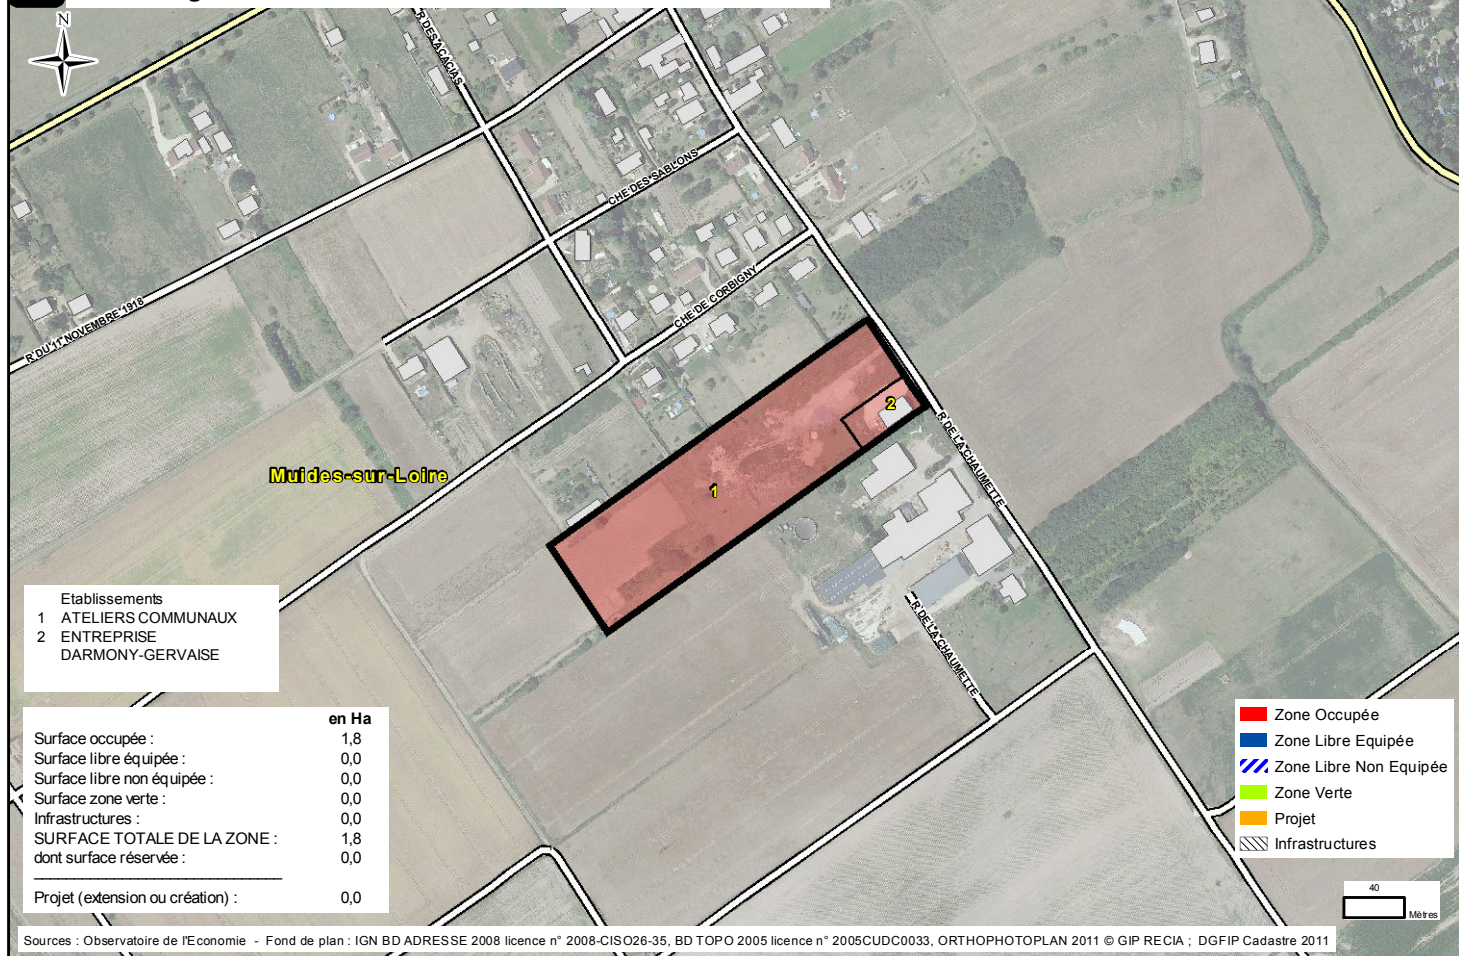 N
R DES ACACIAS
CHE DES SABLONS
CHE DE CORBIGNY
R DU 11 NOVEMBRE 1918
2
R DE LA CHAUMETTE
Muides-sur-Loire
1
R DE LA CHAUMETTE
Etablissements
1 ATELIERS COMMUNAUX
2 ENTREPRISE
DARMONY-GERVAISE
en Ha
Surface occupée : 1,8
Surface libre équipée : 0,0
Surface libre non équipée : 0,0
Surface zone verte : 0,0
Infrastructures : 0,0
SURFACE TOTALE DE LA ZONE : 1,8
dont surface réservée : 0,0
Projet (extension ou création) : 0,0
Zone Occupée
Zone Libre Equipée
Zone Libre Non Equipée
Zone Verte
Projet
Infrastructures
40
Mètres
Sources : Observatoire de l'Economie - Fond de plan : IGN BD ADRESSE 2008 licence n° 2008-CISO26-35, BD TOPO 2005 licence n° 2005CUDC0033, ORTHOPHOTOPLAN 2011 © GIP RECIA ; DGFIP Cadastre 2011